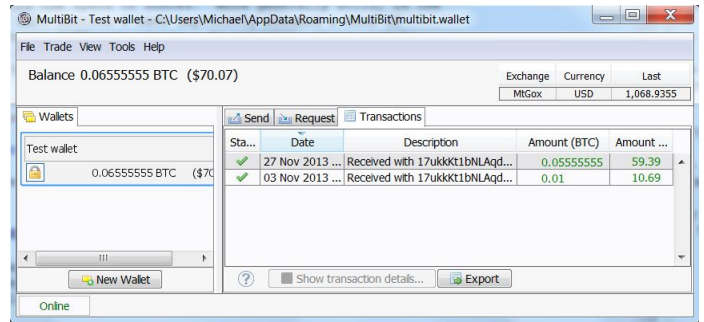 MultiBit - Test wallet - C:\Users\Michael\AppData\Roaming\MultiBit\multibit.wallet
File Trade View Tools Help
Balance 0.06555555 BTC ($70.07)
Exchange Currency Last
MtGox USD 1,068.9355
Wallets
Send Request Transactions
Test wallet
0.06555555 BTC ($70
Sta... Date Description Amount (BTC) Amount ...
27 Nov 2013 ... Received with 17ukkKt1bNLAqd... 0.05555555 59.39
03 Nov 2013 ... Received with 17ukkKt1bNLAqd... 0.01 10.69
New Wallet
? Show transaction details... Export
Online